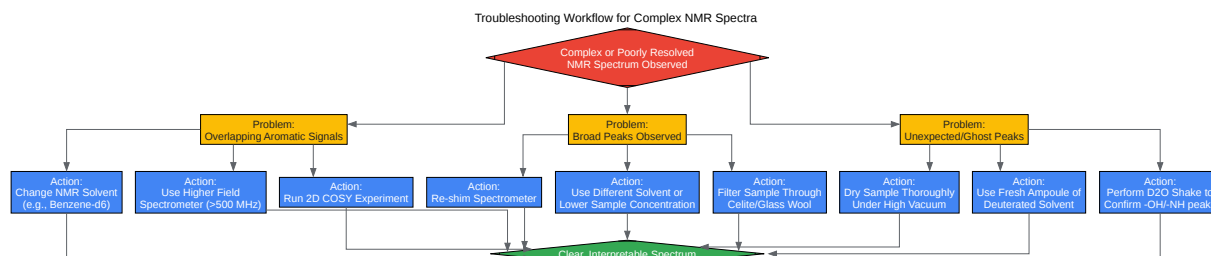 Troubleshooting Workflow for Complex NMR Spectra
Complex or Poorly Resolved
NMR Spectrum Observed
Problem:
Overlapping Aromatic Signals
Problem:
Broad Peaks Observed
Problem:
Unexpected/Ghost Peaks
Action:
Change NMR Solvent
(e.g., Benzene-d6)
Action:
Use Higher Field
Spectrometer (>500 MHz)
Action:
Run 2D COSY Experiment
Action:
Re-shim Spectrometer
Action:
Use Different Solvent or
Lower Sample Concentration
Action:
Filter Sample Through
Celite/Glass Wool
Action:
Dry Sample Thoroughly
Under High Vacuum
Action:
Use Fresh Ampoule of
Deuterated Solvent
Action:
Perform D2O Shake to
Confirm -OH/-NH peak
Clear, Interpretable Spectrum